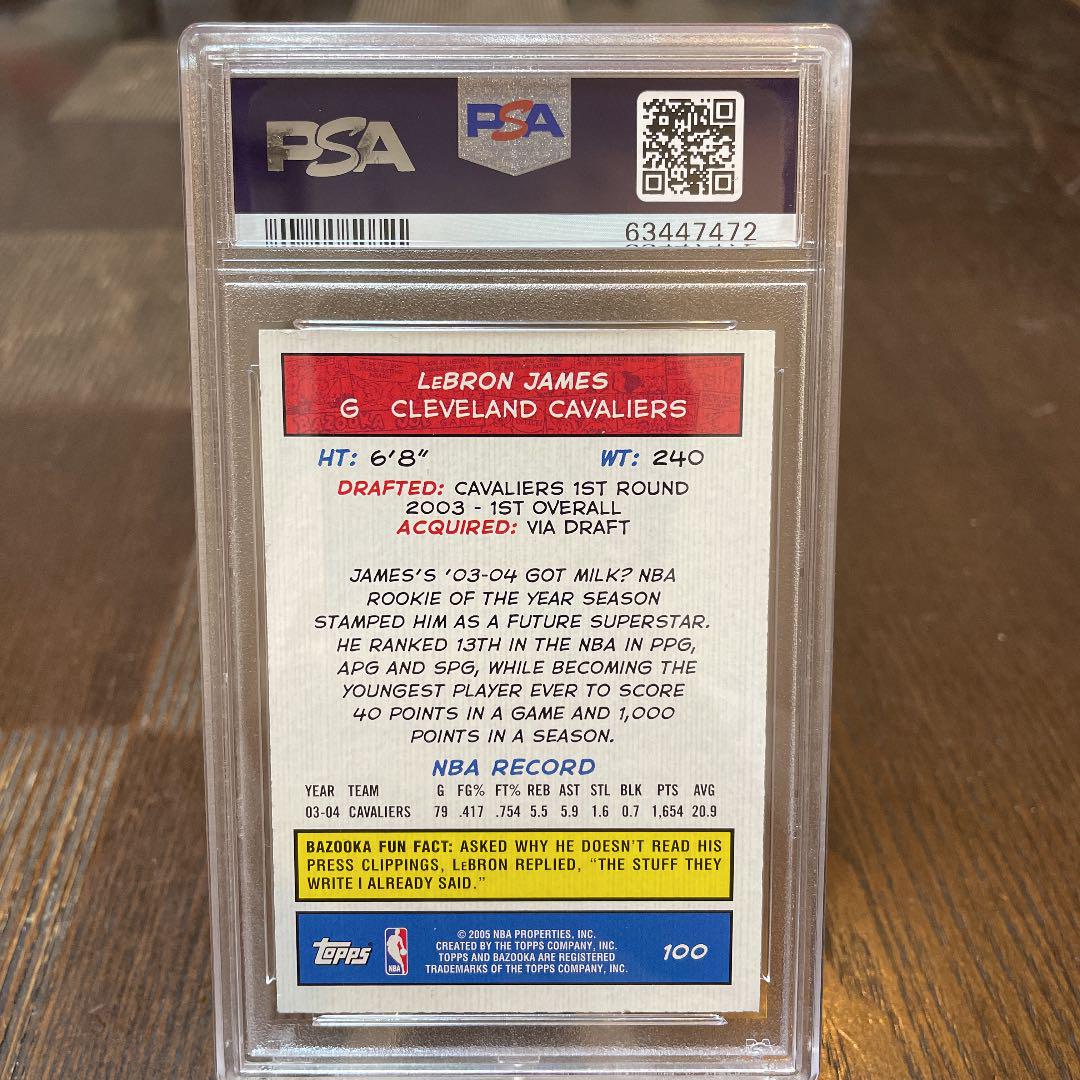 PSA PSA
63447472
LEBRON JAMES
G CLEVELAND CAVALIERS
HT: 6'8" WT: 240
DRAFTED: CAVALIERS 1ST ROUND
2003 - 1ST OVERALL
ACQUIRED: VIA DRAFT
JAMES'S '03-04 GOT MILK? NBA
ROOKIE OF THE YEAR SEASON
STAMPED HIM AS A FUTURE SUPERSTAR.
HE RANKED 13TH IN THE NBA IN PPG,
APG AND SPG, WHILE BECOMING THE
YOUNGEST PLAYER EVER TO SCORE
40 POINTS IN A GAME AND 1,000
POINTS IN A SEASON.
NBA RECORD
YEAR TEAM G FG% FT% REB AST STL BLK PTS AVG
03-04 CAVALIERS 79 .417 .754 5.5 5.9 1.6 0.7 1,654 20.9
BAZOOKA FUN FACT: ASKED WHY HE DOESN'T READ HIS
PRESS CLIPPINGS, LEBRON REPLIED, "THE STUFF THEY
WRITE I ALREADY SAID."
© 2005 NBA PROPERTIES, INC.
CREATED BY THE TOPPS COMPANY, INC.
TOPPS AND BAZOOKA ARE REGISTERED
TRADEMARKS OF THE TOPPS COMPANY, INC.
TOPPS NBA 100
PSA